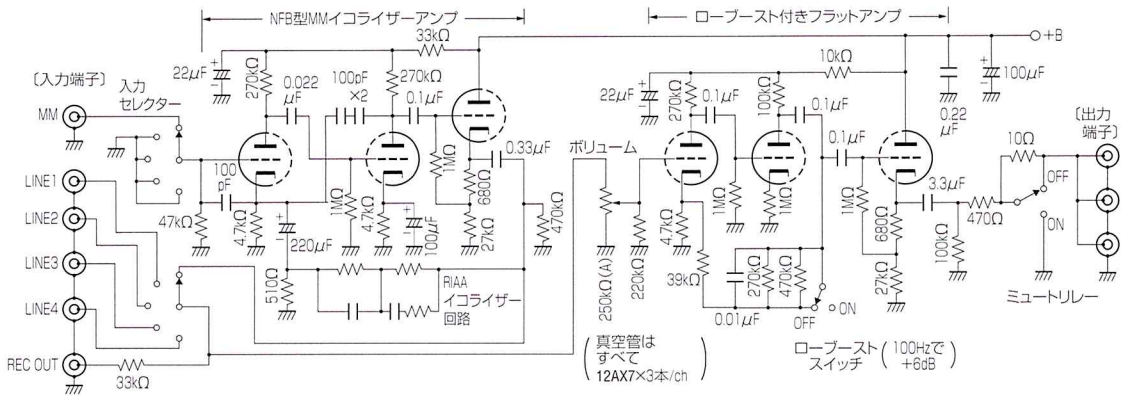 NFB型MMイコライザーアンプ
ローブースト付きフラットアンプ
33kΩ
+B
〔入力端子〕
入力
セレクター
22μF
270kΩ
0.022
μF
100pF
×2
270kΩ
0.1μF
10kΩ
22μF
270kΩ
0.1μF
100kΩ
0.1μF
0.1μF
0.22
μF
100μF
〔出力
端子〕
MM
LINE1
LINE2
LINE3
LINE4
REC OUT
33kΩ
47kΩ
100
pF
4.7kΩ
220μF
510Ω
1MΩ
4.7kΩ
100μF
1MΩ
680Ω
27kΩ
0.33μF
470kΩ
RIAA
イコライザー
回路
ボリューム
250kΩ(A)
220kΩ
4.7kΩ
39kΩ
1MΩ
1MΩ
0.01μF
270kΩ
470kΩ
OFF
ON
1MΩ
680Ω
27kΩ
3.3μF
100kΩ
470Ω
10Ω
OFF
ON
ミュートリレー
(真空管は
すべて
12AX7×3本/ch)
ローブースト
スイッチ
(100Hzで
+6dB)